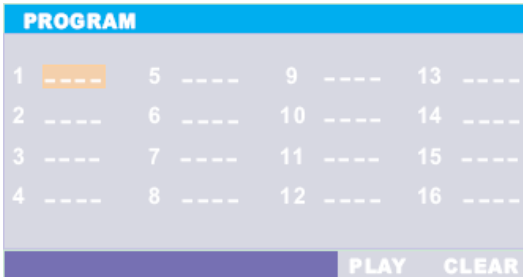 PROGRAM
1 _ _ _ _ 5 _ _ _ _ 9 _ _ _ _ 13 _ _ _ _
2 _ _ _ _ 6 _ _ _ _ 10 _ _ _ _ 14 _ _ _ _
3 _ _ _ _ 7 _ _ _ _ 11 _ _ _ _ 15 _ _ _ _
4 _ _ _ _ 8 _ _ _ _ 12 _ _ _ _ 16 _ _ _ _
PLAY CLEAR